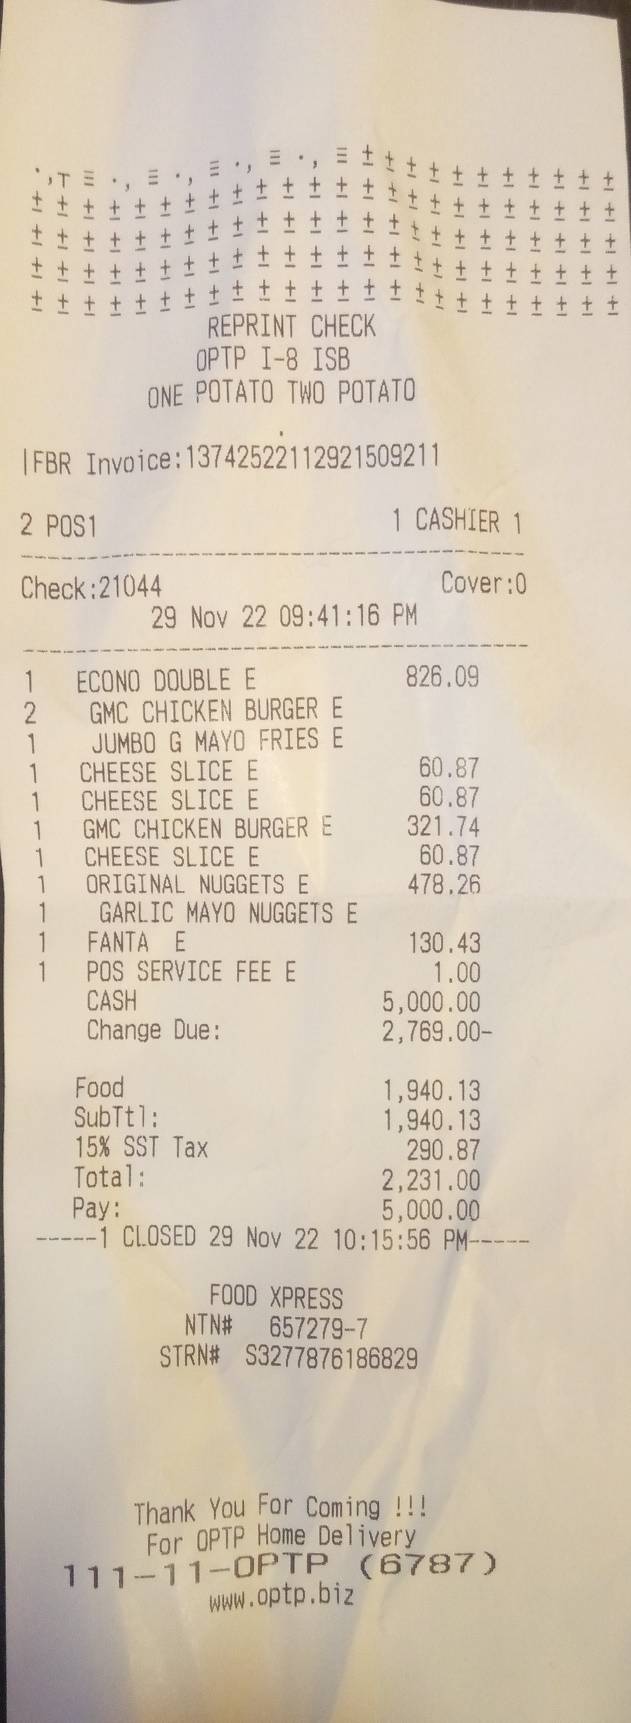 ·,T ≡ ·, ≡ ·, ≡ ·, ≡ ·, ≡ ± ± ± ± ± ± ± ± ± ±
± ± ± ± ± ± ± ± ± ± ± ± ± ± ± ± ± ± ± ± ± ± ±
± ± ± ± ± ± ± ± ± ± ± ± ± ± ± ± ± ± ± ± ± ± ±
± ± ± ± ± ± ± ± ± ± ± ± ± ± ± ± ± ± ± ± ± ± ±
± ± ± ± ± ± ± ± ± ± ± ± ± ± ± ± ± ± ± ± ± ± ±
REPRINT CHECK
OPTP I-8 ISB
ONE POTATO TWO POTATO
|FBR Invoice:13742522112921509211
2 POS1 1 CASHIER 1
Check:21044 Cover:0
29 Nov 22 09:41:16 PM
1 ECONO DOUBLE E 826.09
2 GMC CHICKEN BURGER E
1 JUMBO G MAYO FRIES E
1 CHEESE SLICE E 60.87
1 CHEESE SLICE E 60.87
1 GMC CHICKEN BURGER E 321.74
1 CHEESE SLICE E 60.87
1 ORIGINAL NUGGETS E 478.26
1 GARLIC MAYO NUGGETS E
1 FANTA E 130.43
1 POS SERVICE FEE E 1.00
CASH 5,000.00
Change Due: 2,769.00-
Food 1,940.13
SubTtl: 1,940.13
15% SST Tax 290.87
Total: 2,231.00
Pay: 5,000.00
-----1 CLOSED 29 Nov 22 10:15:56 PM-----
FOOD XPRESS
NTN# 657279-7
STRN# S3277876186829
Thank You For Coming !!!
For OPTP Home Delivery
111-11-OPTP (6787)
www.optp.biz